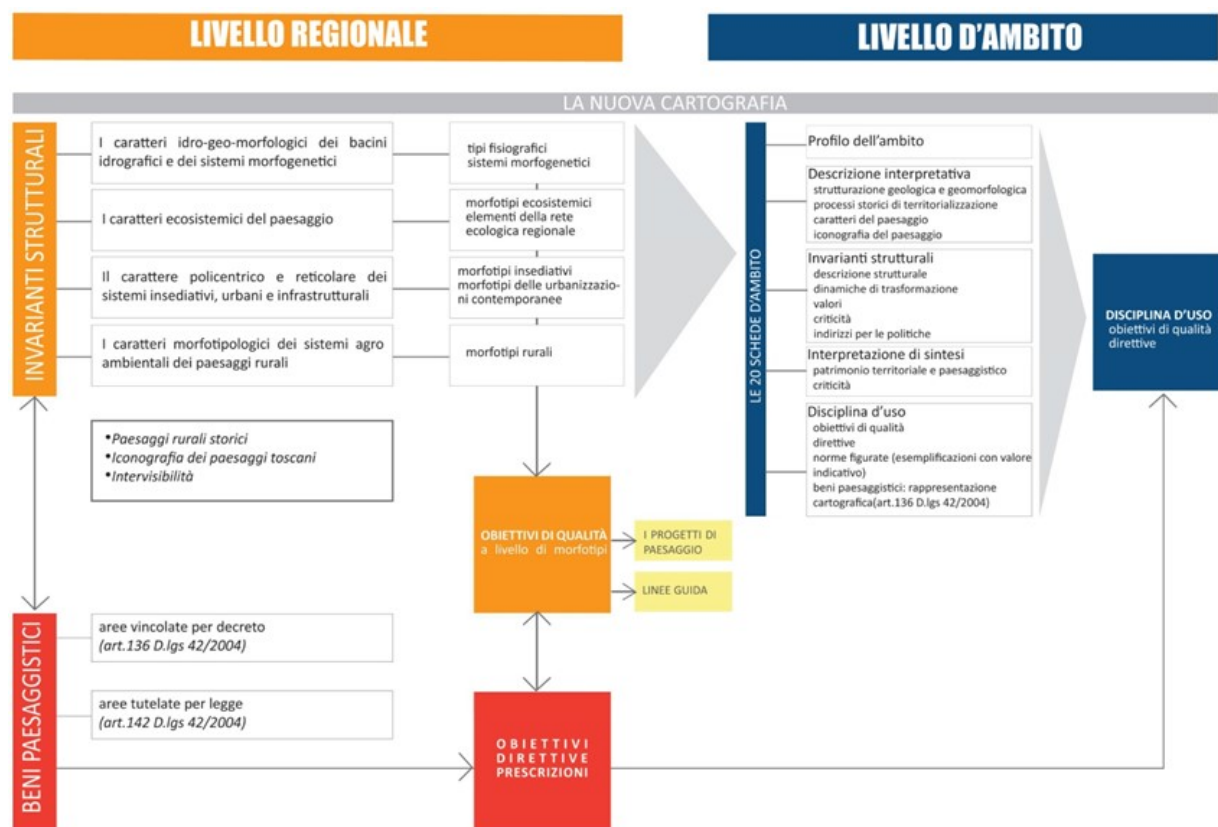 LIVELLO REGIONALE
LIVELLO D'AMBITO
LA NUOVA CARTOGRAFIA
INVARIANTI STRUTTURALI
I caratteri idro-geo-morfologici dei bacini
idrografici e dei sistemi morfogenetici
tipi fisiografici
sistemi morfogenetici
I caratteri ecosistemici del paesaggio
morfotipi ecosistemici
elementi della rete
ecologica regionale
Il carattere policentrico e reticolare dei
sistemi insediativi, urbani e infrastrutturali
morfotipi insediativi
morfotipi delle urbanizzazio-
ni contemporanee
I caratteri morfotipologici dei sistemi agro
ambientali dei paesaggi rurali
morfotipi rurali
•Paesaggi rurali storici
•Iconografia dei paesaggi toscani
•Intervisibilità
OBIETTIVI DI QUALITÀ
a livello di morfotipi
I PROGETTI DI
PAESAGGIO
LINEE GUIDA
BENI PAESAGGISTICI
aree vincolate per decreto
(art.136 D.lgs 42/2004)
aree tutelate per legge
(art.142 D.lgs 42/2004)
OBIETTIVI
DIRETTIVE
PRESCRIZIONI
LE 20 SCHEDE D'AMBITO
Profilo dell'ambito
Descrizione interpretativa
strutturazione geologica e geomorfologica
processi storici di territorializzazione
caratteri del paesaggio
iconografia del paesaggio
Invarianti strutturali
descrizione strutturale
dinamiche di trasformazione
valori
criticità
indirizzi per le politiche
Interpretazione di sintesi
patrimonio territoriale e paesaggistico
criticità
Disciplina d'uso
obiettivi di qualità
direttive
norme figurate (esemplificazioni con valore
indicativo)
beni paesaggistici: rappresentazione
cartografica(art.136 D.lgs 42/2004)
DISCIPLINA D'USO
obiettivi di qualità
direttive